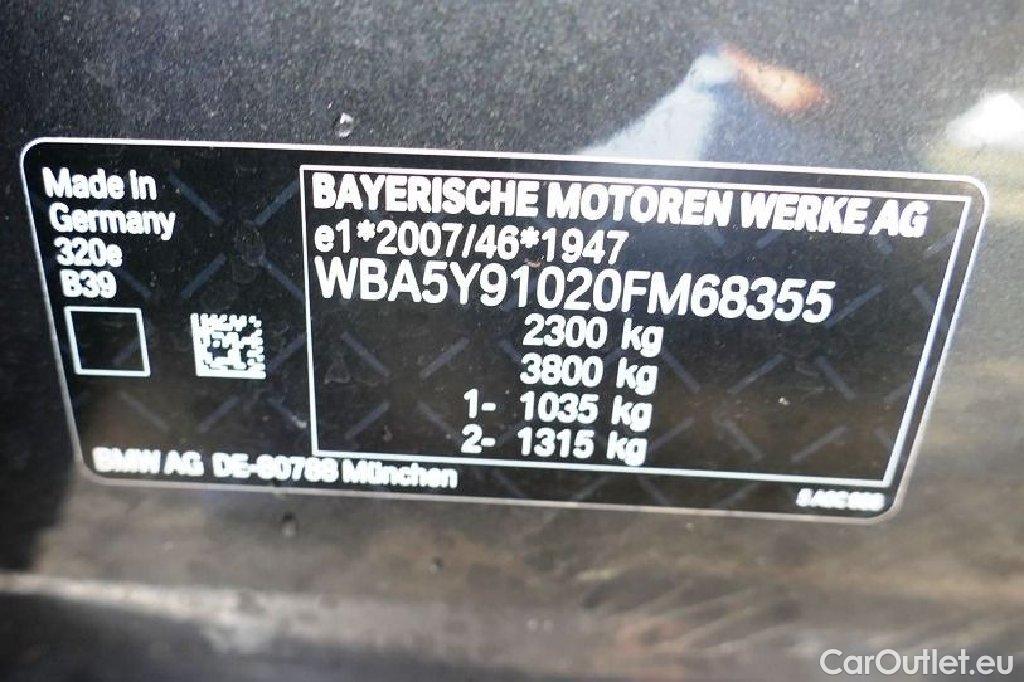 Made in
Germany
320e
B39
BAYERISCHE MOTOREN WERKE AG
e1*2007/46*1947
WBA5Y91020FM68355
2300 kg
3800 kg
1- 1035 kg
2- 1315 kg
BMW AG DE-80788 München
CarOutlet.eu